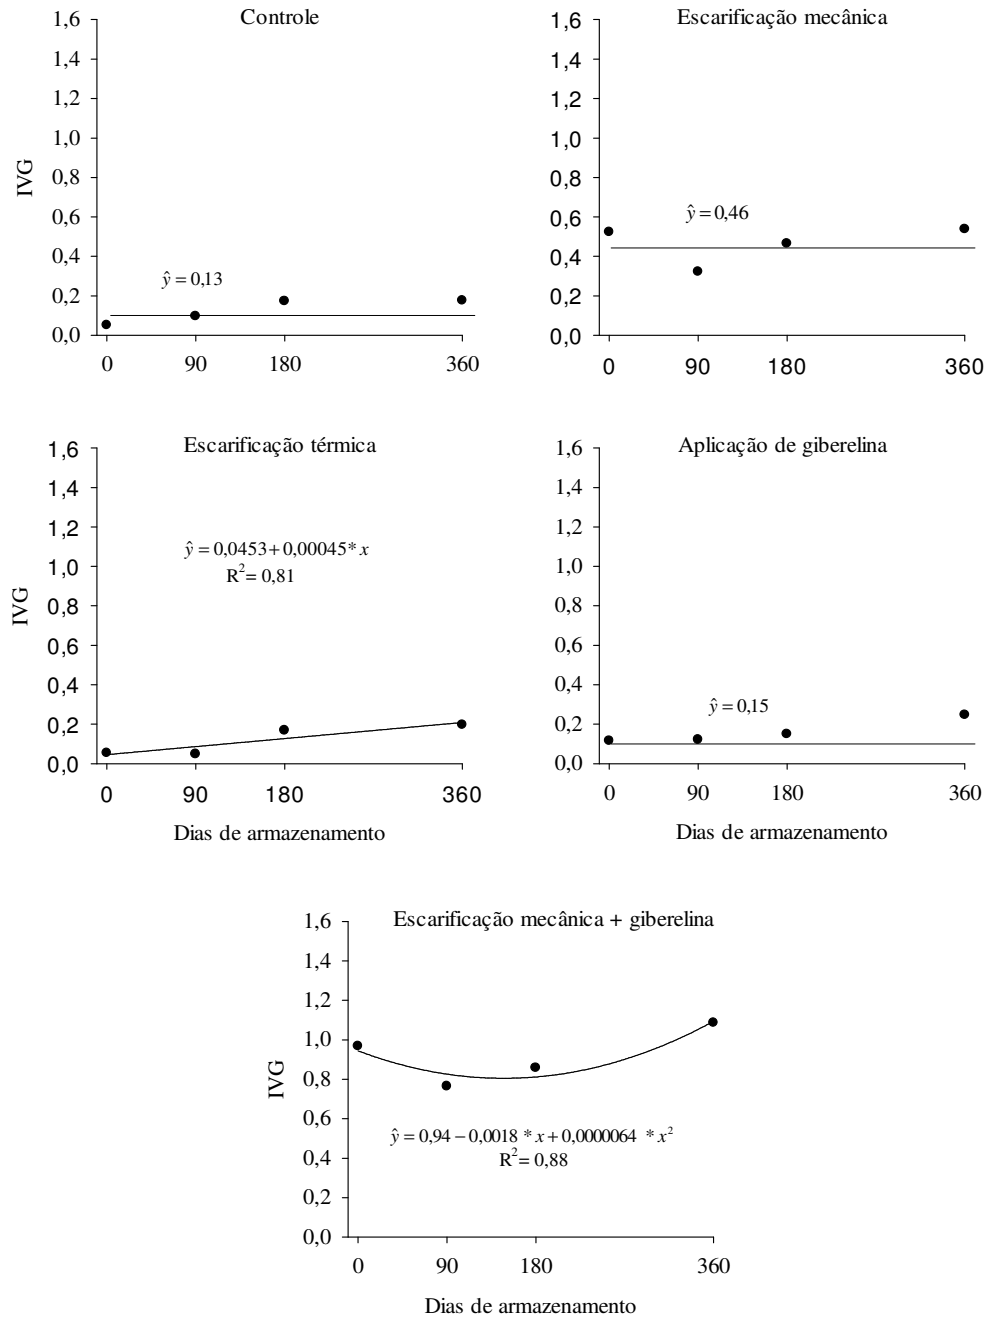 Controle
IVG
1,6
1,4
1,2
1,0
0,8
0,6
0,4
0,2
0,0
ŷ = 0,13
0 90 180 360
Escarificação mecânica
1,6
1,4
1,2
1,0
0,8
0,6
0,4
0,2
0,0
ŷ = 0,46
0 90 180 360
Escarificação térmica
IVG
1,6
1,4
1,2
1,0
0,8
0,6
0,4
0,2
0,0
ŷ = 0,0453 + 0,00045* x
R² = 0,81
0 90 180 360
Dias de armazenamento
Aplicação de giberelina
1,6
1,4
1,2
1,0
0,8
0,6
0,4
0,2
0,0
ŷ = 0,15
0 90 180 360
Dias de armazenamento
Escarificação mecânica + giberelina
IVG
1,6
1,4
1,2
1,0
0,8
0,6
0,4
0,2
0,0
ŷ = 0,94 − 0,0018 * x + 0,0000064 * x²
R² = 0,88
0 90 180 360
Dias de armazenamento